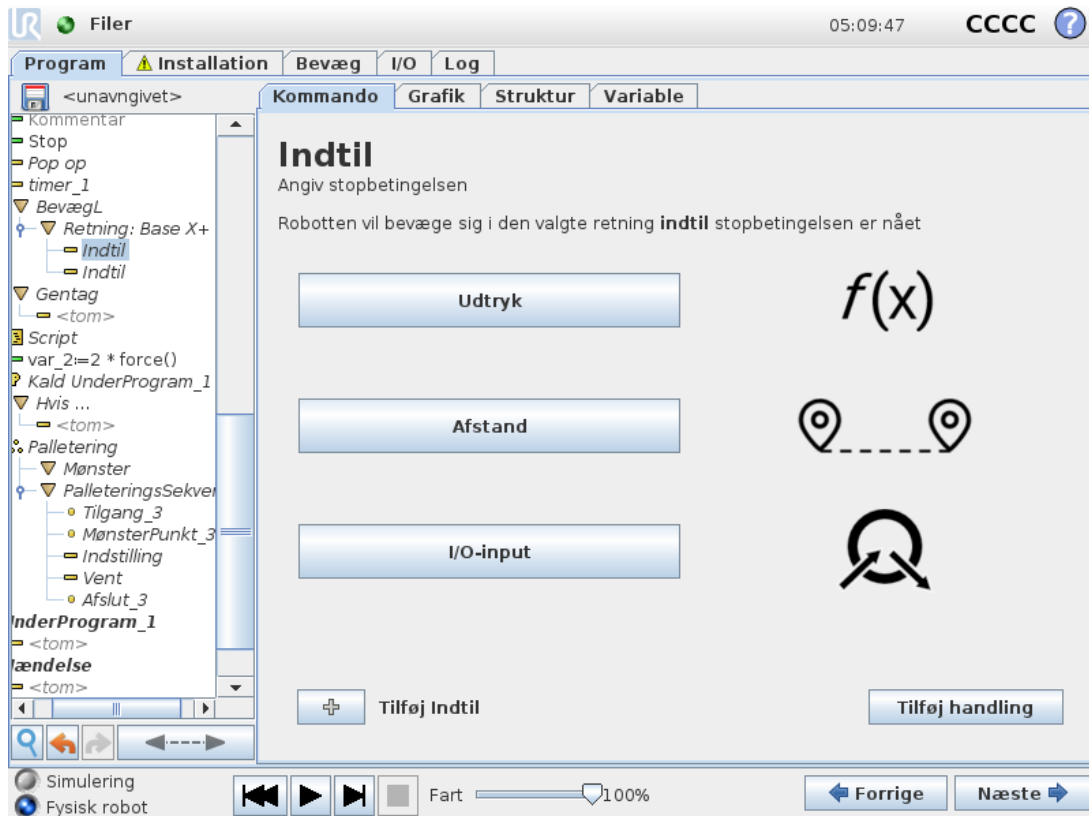 Filer
05:09:47
CCCC
?
Program
Installation
Bevæg
I/O
Log
<unavngivet>
Kommando
Grafik
Struktur
Variable
Kommentar
Stop
Pop op
timer_1
BevægL
Retning: Base X+
Indtil
Indtil
Gentag
<tom>
Script
var_2:=2 * force()
Kald UnderProgram_1
Hvis ...
<tom>
Palletering
Mønster
PalleteringsSekver
Tilgang_3
MønsterPunkt_3
Indstilling
Vent
Afslut_3
nderProgram_1
<tom>
ændelse
<tom>
Indtil
Angiv stopbetingelsen
Robotten vil bevæge sig i den valgte retning indtil stopbetingelsen er nået
Udtryk
f(x)
Afstand
I/O-input
Tilføj Indtil
Tilføj handling
Simulering
Fysisk robot
Fart
100%
Forrige
Næste